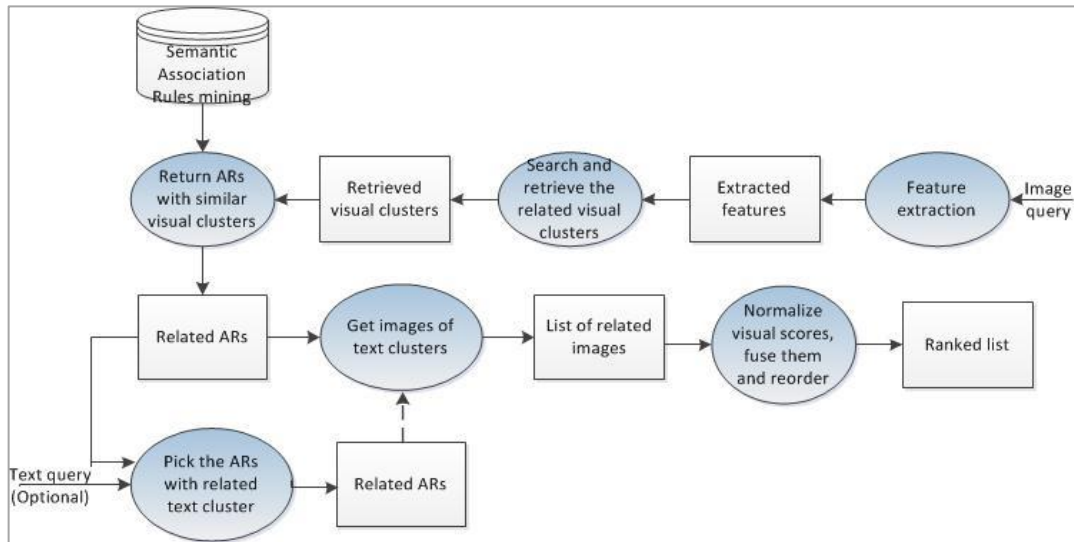 Semantic
Association
Rules mining
Return ARs
with similar
visual clusters
Retrieved
visual clusters
Search and
retrieve the
related visual
clusters
Extracted
features
Feature
extraction
Image
query
Related ARs
Get images of
text clusters
List of related
images
Normalize
visual scores,
fuse them
and reorder
Ranked list
Text query
(Optional)
Pick the ARs
with related
text cluster
Related ARs